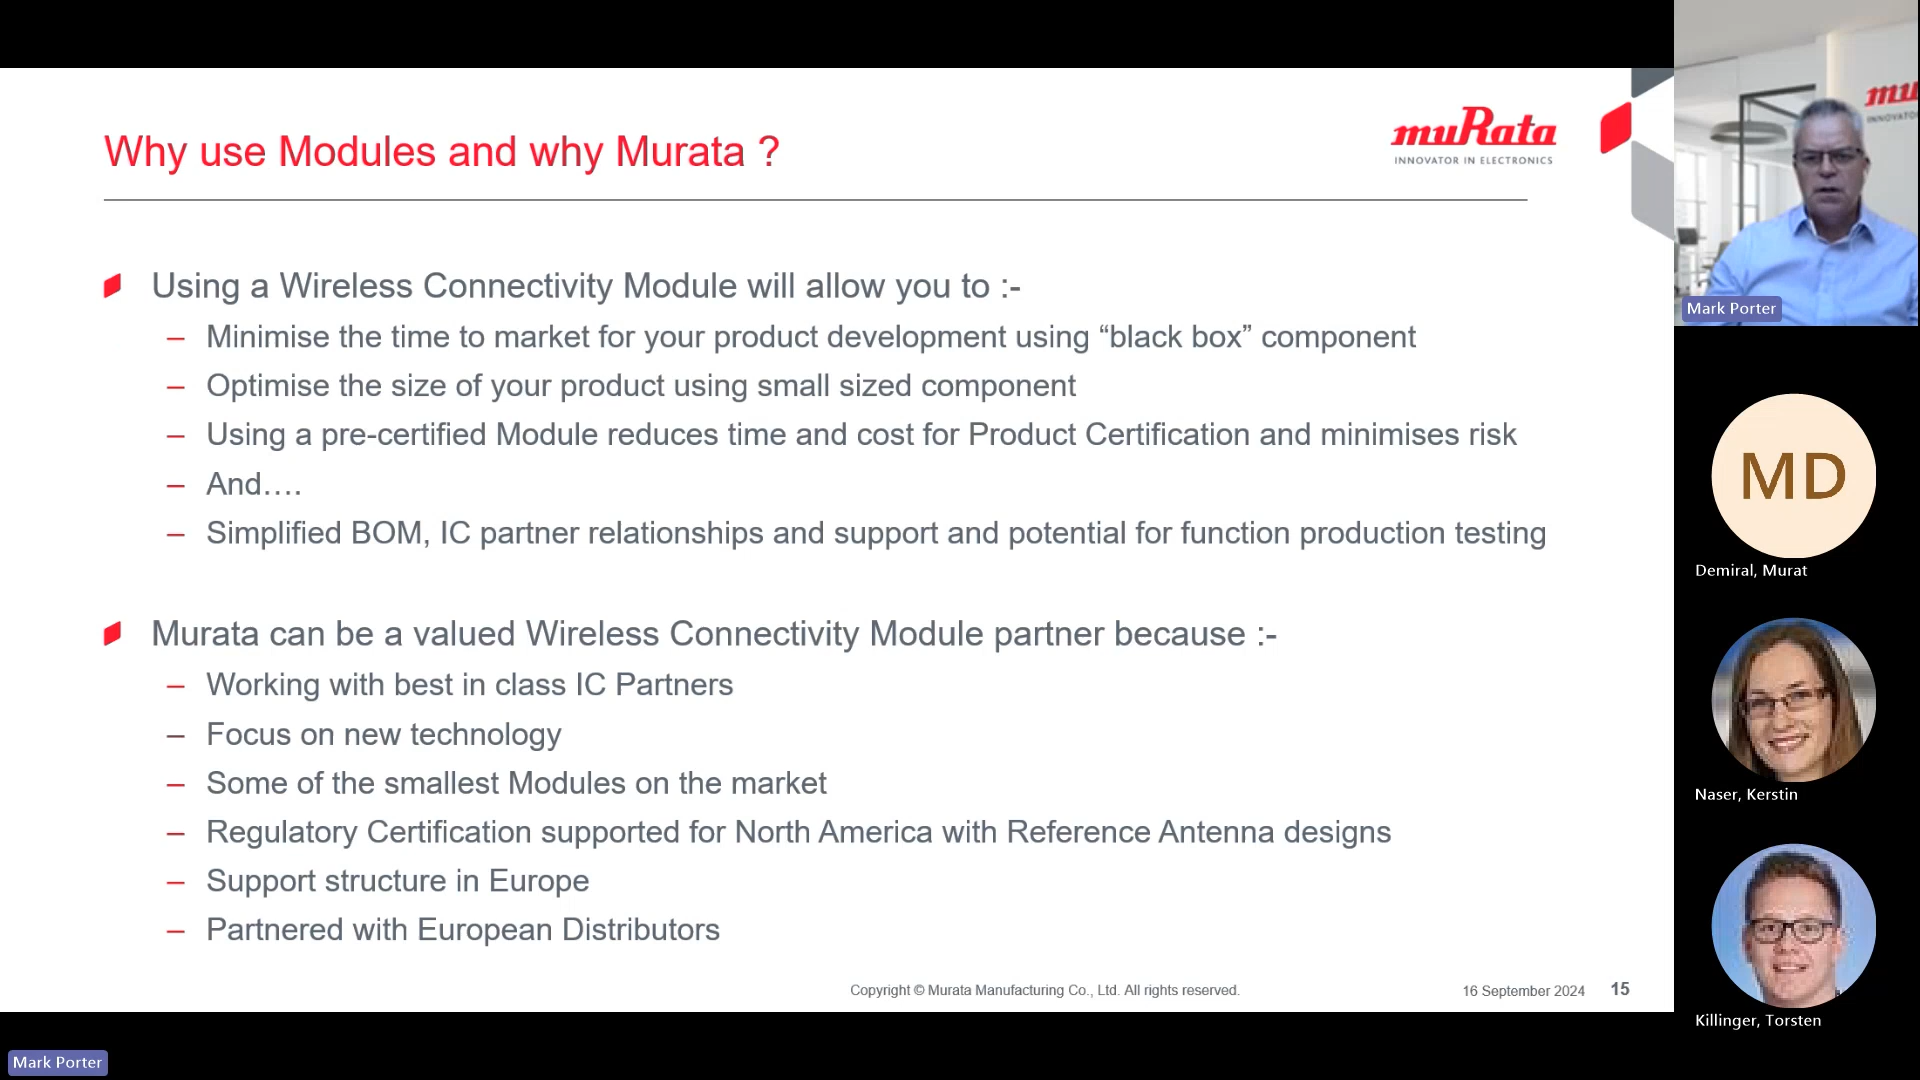 Why use Modules and why Murata ?
muRata
INNOVATOR IN ELECTRONICS
Using a Wireless Connectivity Module will allow you to :-
– Minimise the time to market for your product development using “black box” component
– Optimise the size of your product using small sized component
– Using a pre-certified Module reduces time and cost for Product Certification and minimises risk
– And….
– Simplified BOM, IC partner relationships and support and potential for function production testing
Murata can be a valued Wireless Connectivity Module partner because :-
– Working with best in class IC Partners
– Focus on new technology
– Some of the smallest Modules on the market
– Regulatory Certification supported for North America with Reference Antenna designs
– Support structure in Europe
– Partnered with European Distributors
Copyright © Murata Manufacturing Co., Ltd. All rights reserved.
16 September 2024
15
Mark Porter
mu
INNOVATO
Mark Porter
MD
Demiral, Murat
Naser, Kerstin
Killinger, Torsten